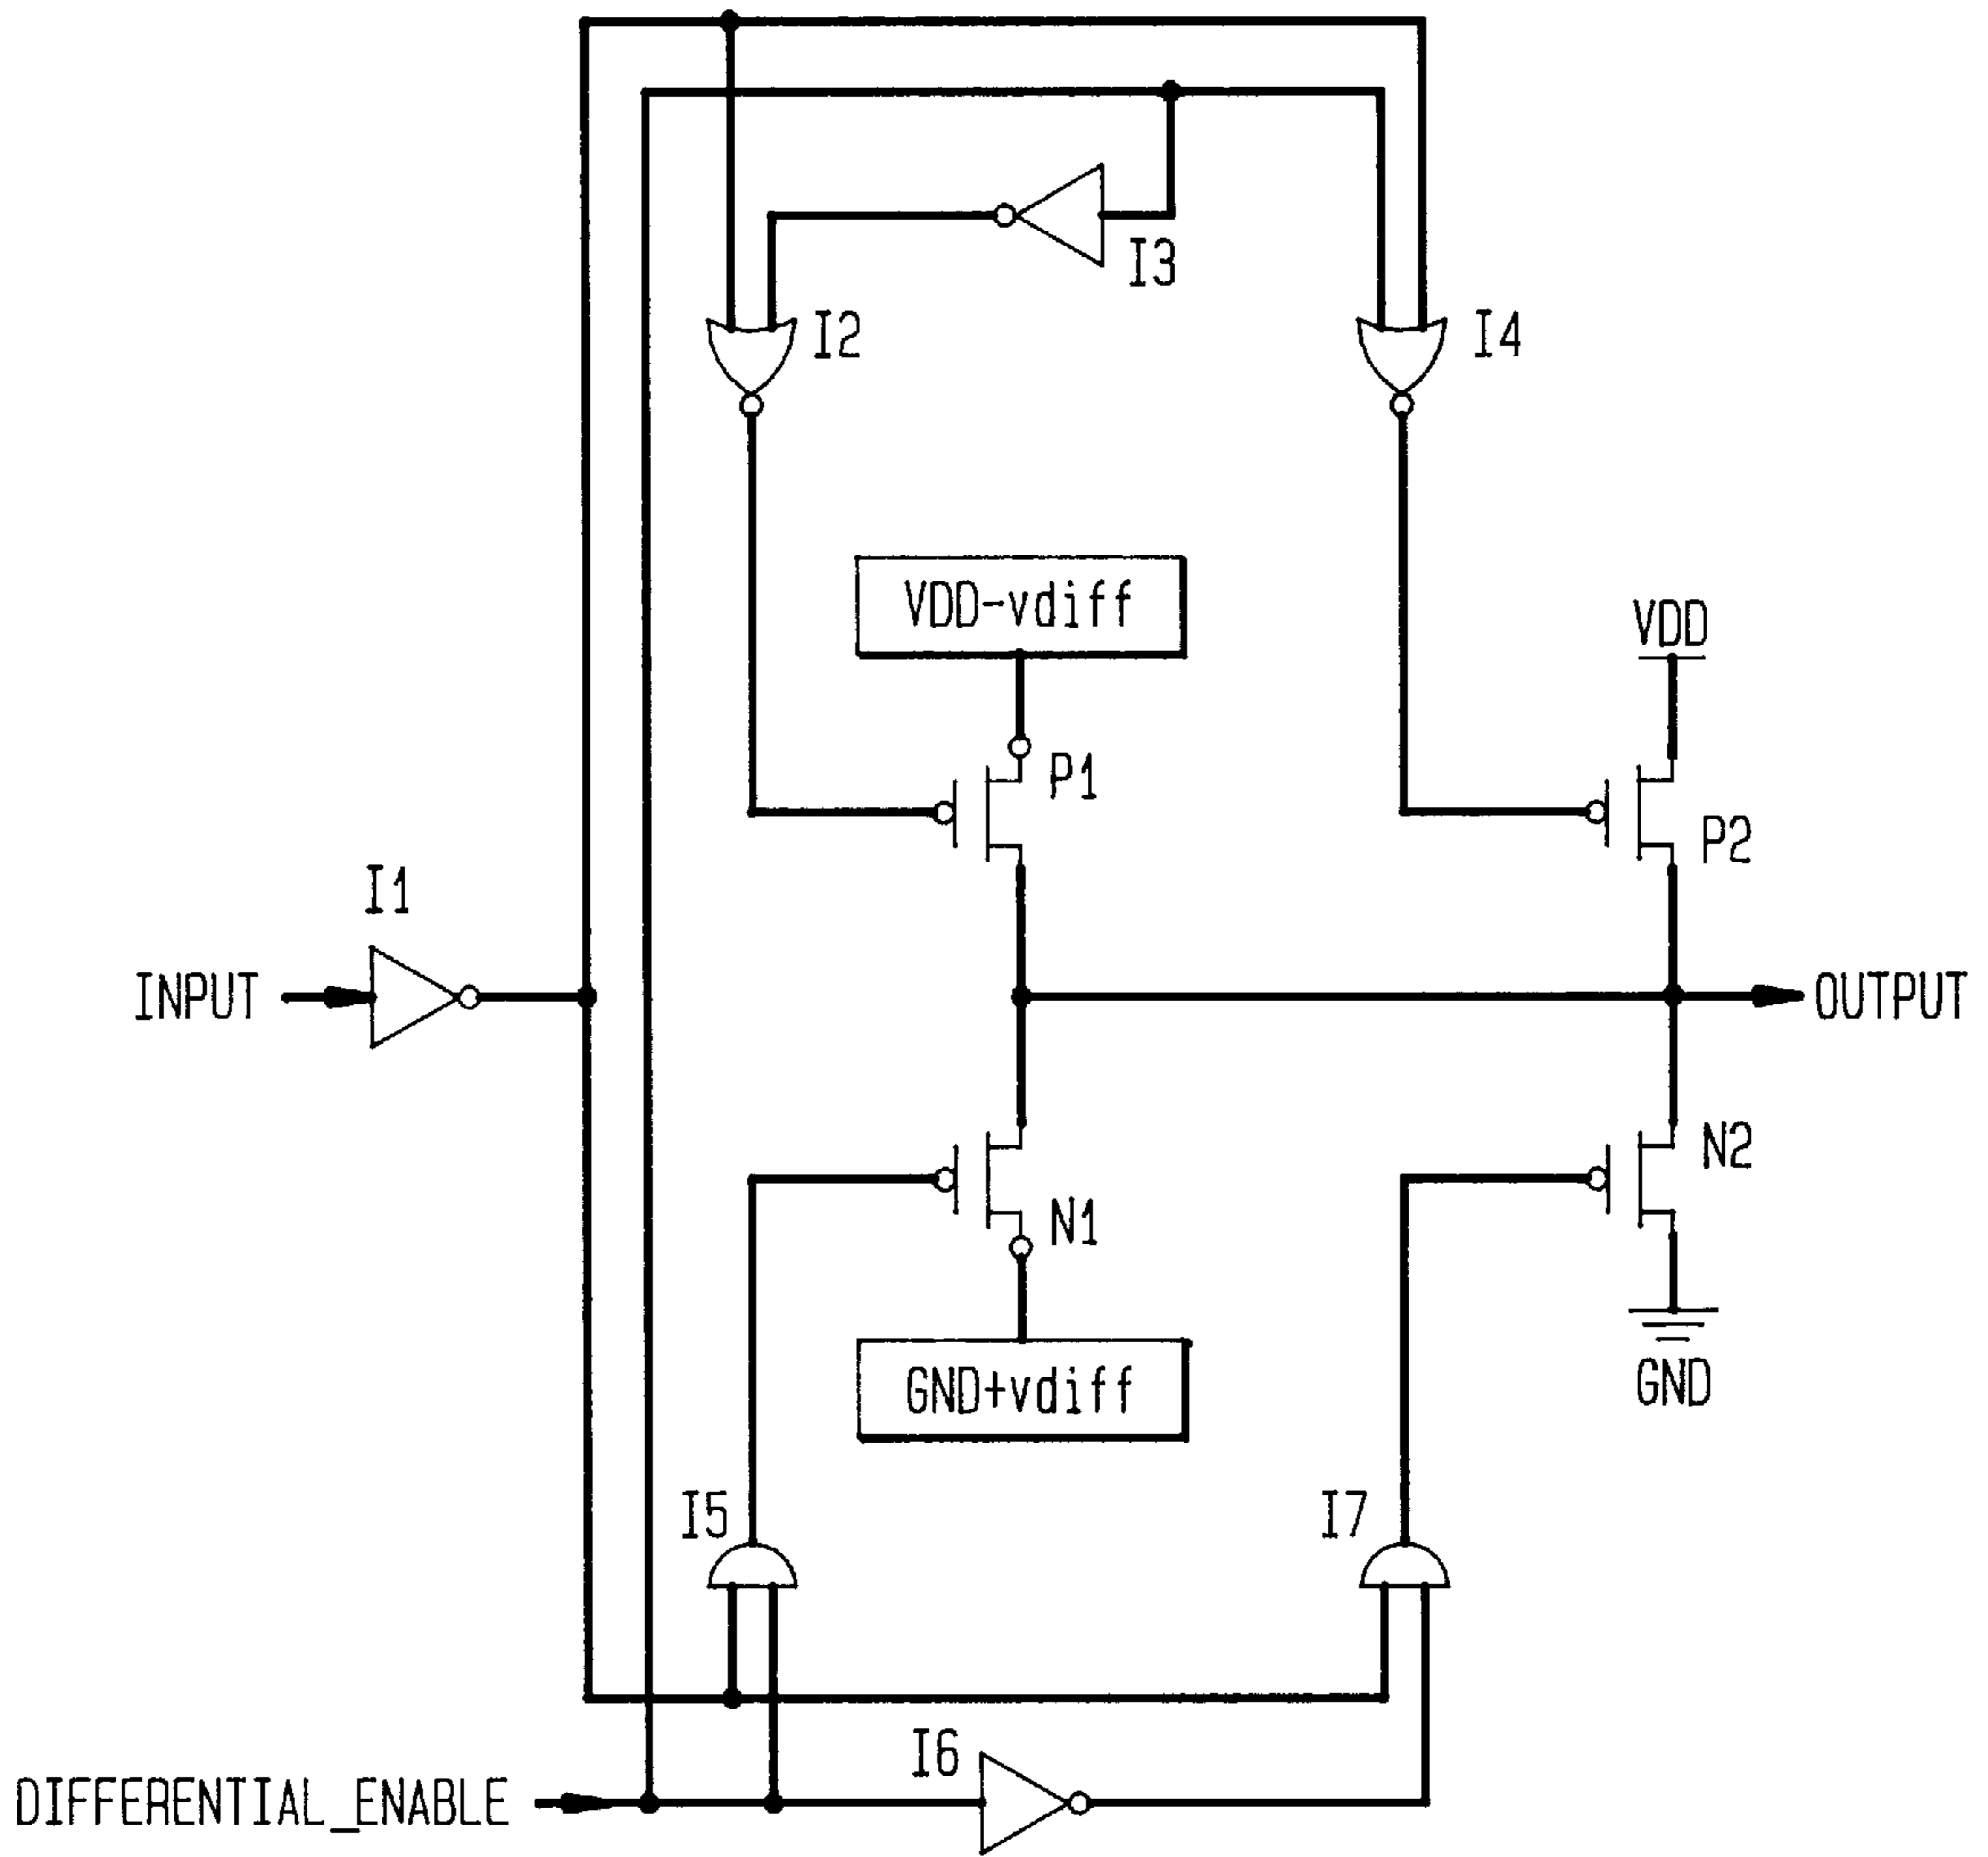 I3
I2
I4
VDD-vdiff
VDD
P1
P2
I1
INPUT
OUTPUT
N2
N1
GND+vdiff
GND
I5
I7
I6
DIFFERENTIAL_ENABLE